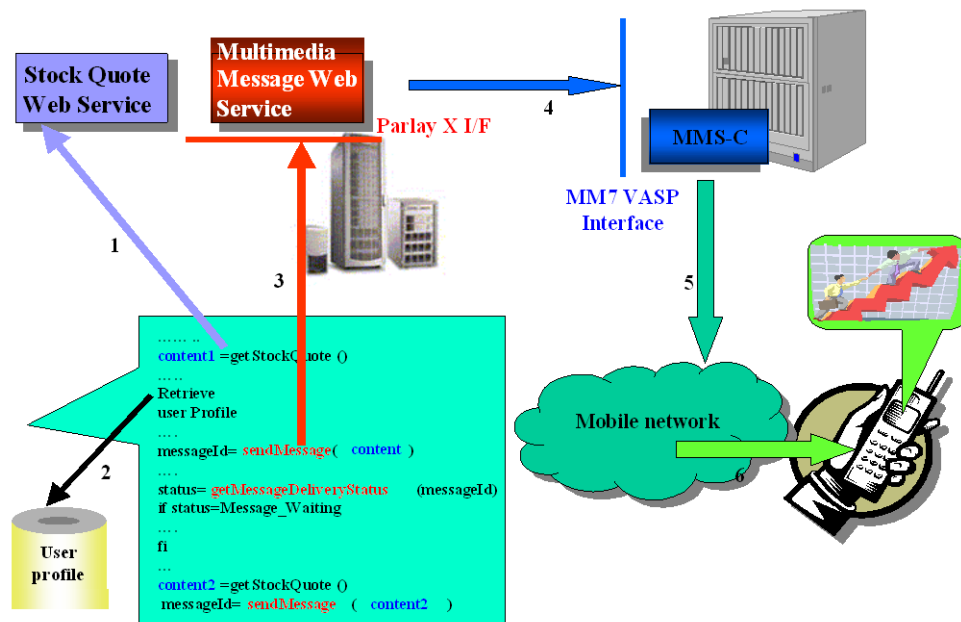 Stock Quote
Web Service
Multimedia
Message Web
Service
Parlay X I/F
4
MMS-C
MM7 VASP
Interface
1
3
5
…… ..
content1 =getStockQuote ()
… ..
Retrieve
user Profile
… .
messageId= sendMessage( content )
… .
status= getMessageDeliveryStatus (messageId)
if status=Message_Waiting
… .
fi
…
content2 =getStockQuote ()
messageId= sendMessage ( content2 )
2
User
profile
Mobile network
6